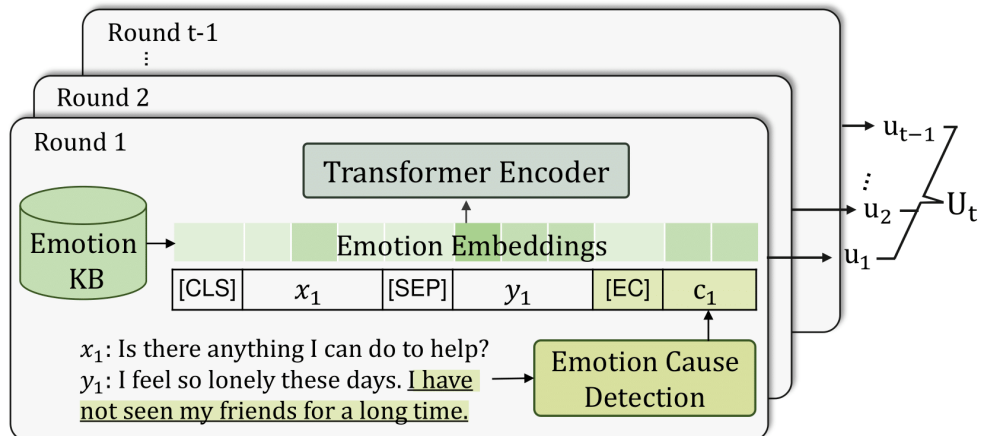 Round t-1
⋮
Round 2
Round 1
Transformer Encoder
Emotion
KB
Emotion Embeddings
[CLS] x₁ [SEP] y₁ [EC] c₁
x₁: Is there anything I can do to help?
y₁: I feel so lonely these days. I have
not seen my friends for a long time.
Emotion Cause
Detection
uₜ₋₁
⋮
u₂
u₁
Uₜ